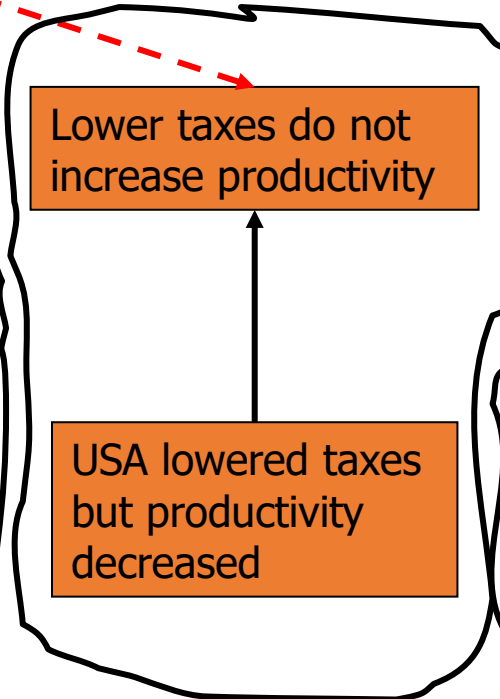 Lower taxes do not
increase productivity
USA lowered taxes
but productivity
decreased